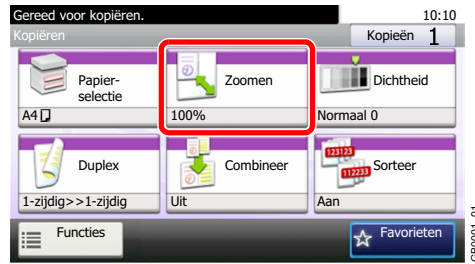 Gereed voor kopiëren.
10:10
Kopiëren
Kopieën 1
Papier-
selectie
A4
Zoomen
100%
Dichtheid
Normaal 0
Duplex
1-zijdig>>1-zijdig
Combineer
Uit
123123
112233
Sorteer
Aan
Functies
Favorieten